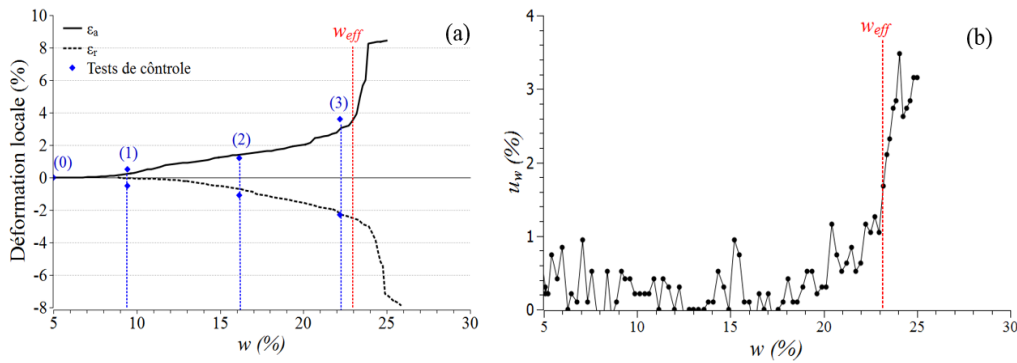 10
8
6
4
2
0
-2
-4
-6
-8
5
10
15
20
25
30
Déformation locale (%)
w (%)
εa
εr
Tests de côntrole
weff
(a)
(0)
(1)
(2)
(3)
4
3
2
1
0
5
10
15
20
25
30
uw (%)
w (%)
weff
(b)